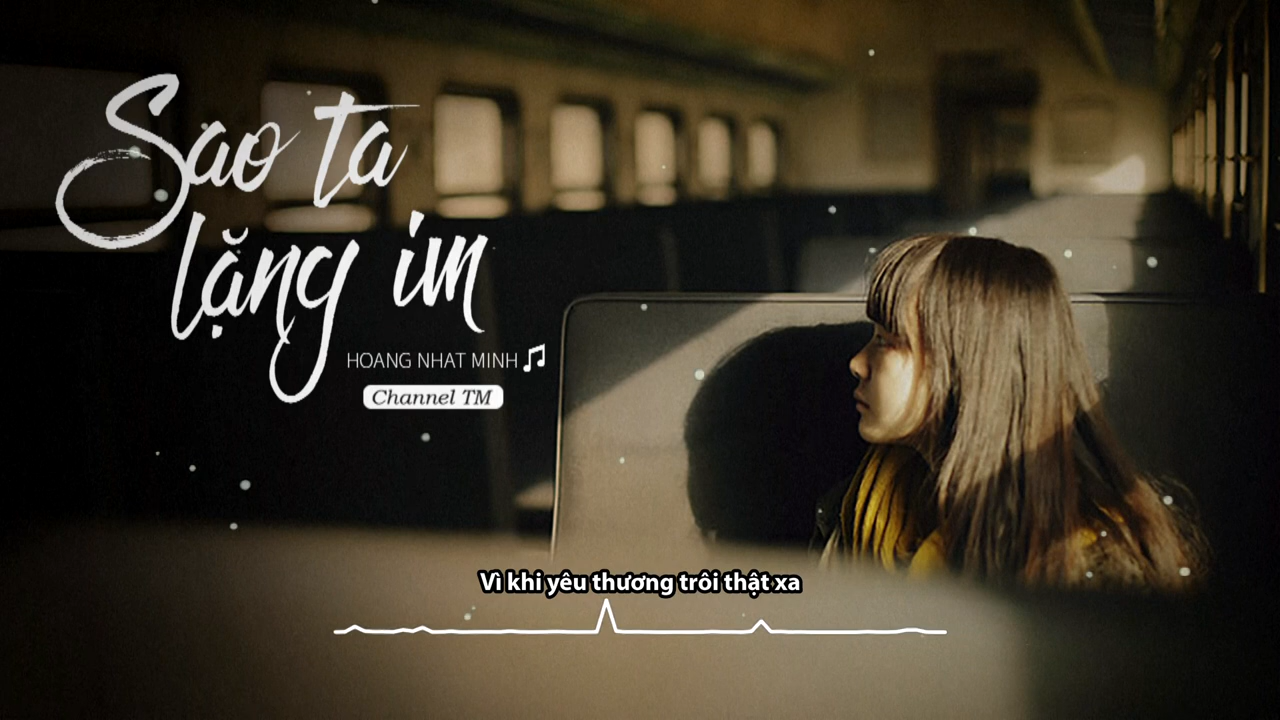 Sao ta
lặng im
HOANG NHAT MINH
Channel TM
Vì khi yêu thương trôi thật xa